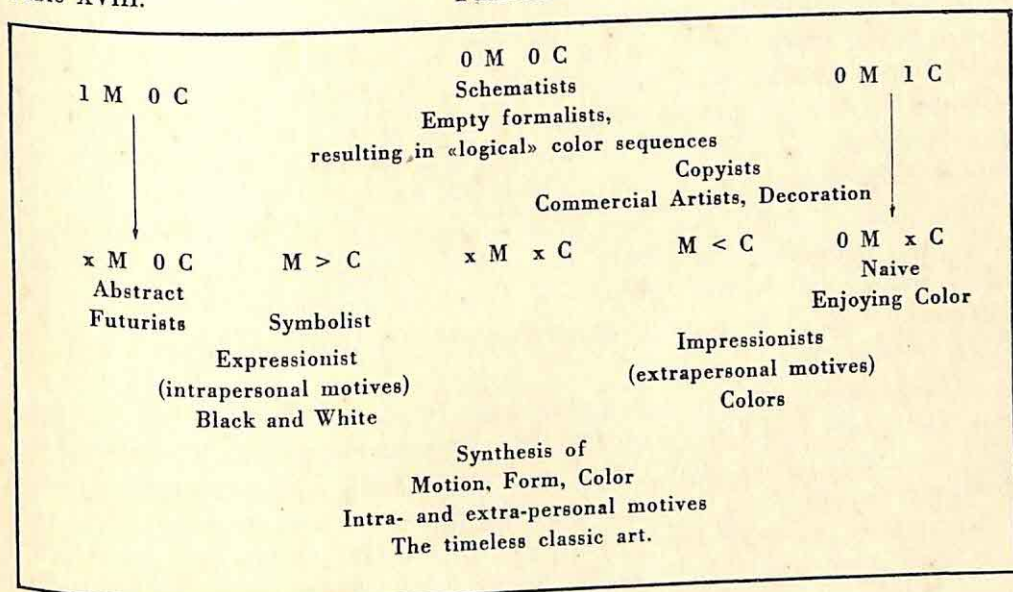 XVIII.
0 M 0 C
1 M 0 C
0 M 1 C
Schematists
Empty formalists,
resulting in «logical» color sequences
Copyists
Commercial Artists, Decoration
x M 0 C
M > C
x M x C
M < C
0 M x C
Abstract
Naive
Futurists
Symbolist
Enjoying Color
Expressionist
Impressionists
(intrapersonal motives)
(extrapersonal motives)
Black and White
Colors
Synthesis of
Motion, Form, Color
Intra- and extra-personal motives
The timeless classic art.